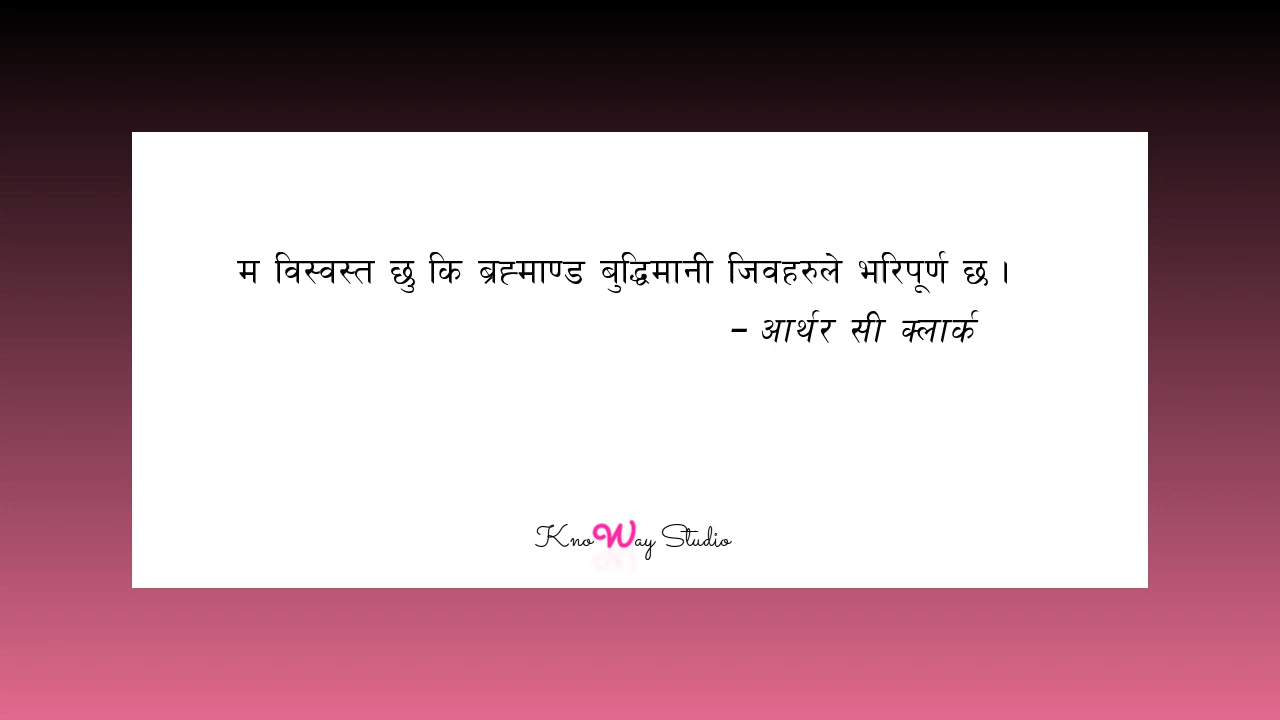 म विस्वस्त छु कि ब्रह्माण्ड बुद्धिमानी जिवहरुले भरिपूर्ण छ ।
– आर्थर सी क्लार्क
KnoWay Studio